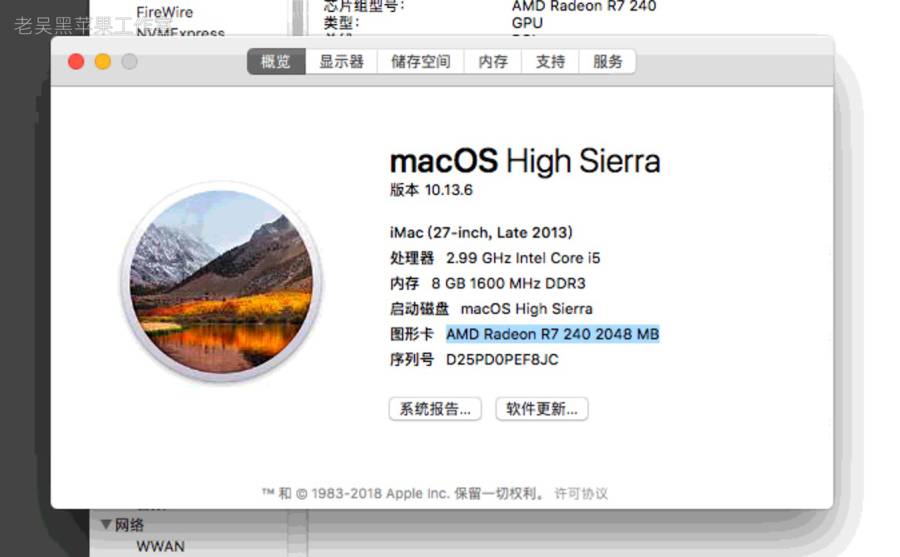 老吴黑苹果工作室
FireWire
NVMExpress
芯片组型号： AMD Radeon R7 240
类型： GPU
概览 显示器 储存空间 内存 支持 服务
macOS High Sierra
版本 10.13.6
iMac (27-inch, Late 2013)
处理器 2.99 GHz Intel Core i5
内存 8 GB 1600 MHz DDR3
启动磁盘 macOS High Sierra
图形卡 AMD Radeon R7 240 2048 MB
序列号 D25PD0PEF8JC
系统报告... 软件更新...
™ 和 © 1983-2018 Apple Inc. 保留一切权利。 许可协议
网络
WWAN